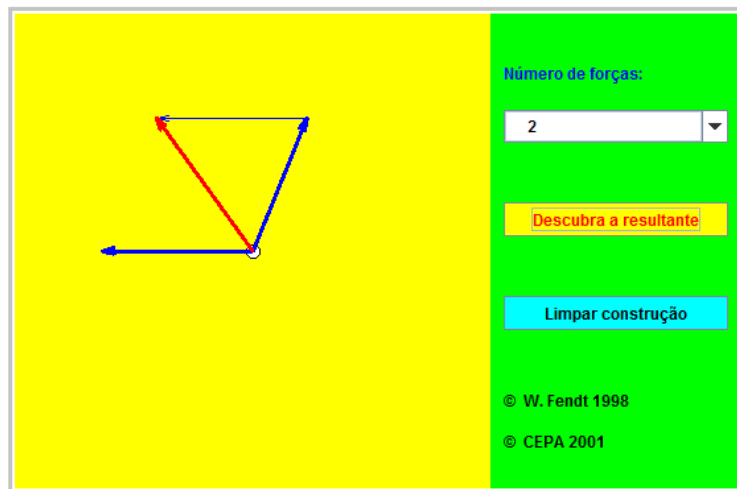 Número de forças:
2
Descubra a resultante
Limpar construção
© W. Fendt 1998
© CEPA 2001